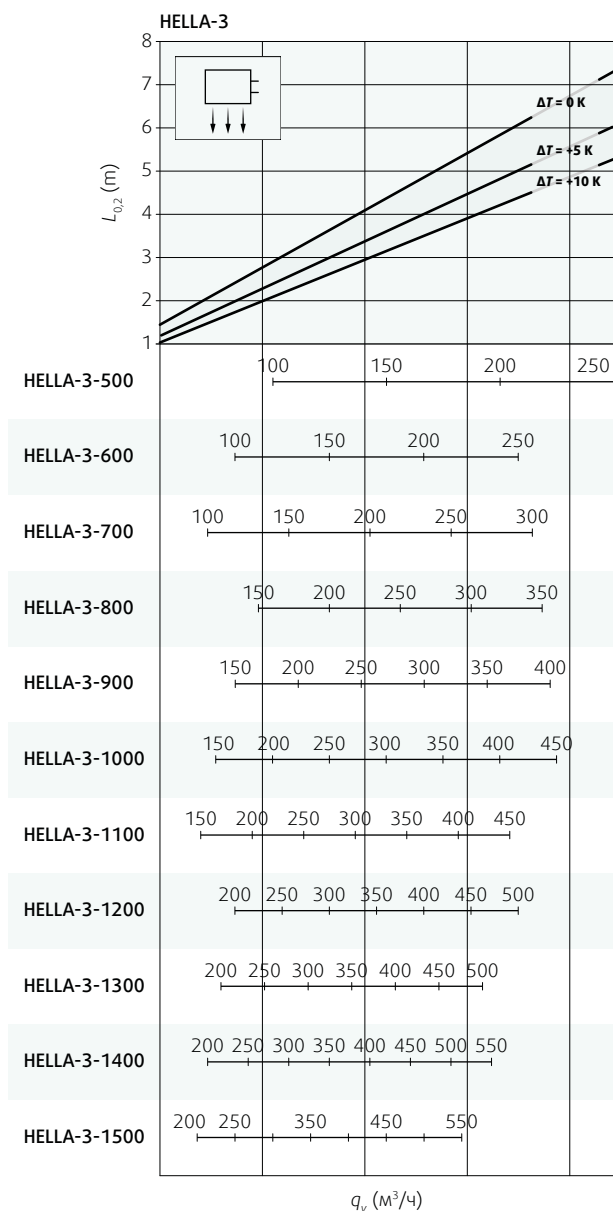 HELLA-3
8
7
6
5
4
3
2
1
L0,2 (m)
ΔT = 0 K
ΔT = +5 K
ΔT = +10 K
HELLA-3-500
100 150 200 250
HELLA-3-600
100 150 200 250
HELLA-3-700
100 150 200 250 300
HELLA-3-800
150 200 250 300 350
HELLA-3-900
150 200 250 300 350 400
HELLA-3-1000
150 200 250 300 350 400 450
HELLA-3-1100
150 200 250 300 350 400 450
HELLA-3-1200
200 250 300 350 400 450 500
HELLA-3-1300
200 250 300 350 400 450 500
HELLA-3-1400
200 250 300 350 400 450 500 550
HELLA-3-1500
200 250 350 450 550
qv (м³/ч)